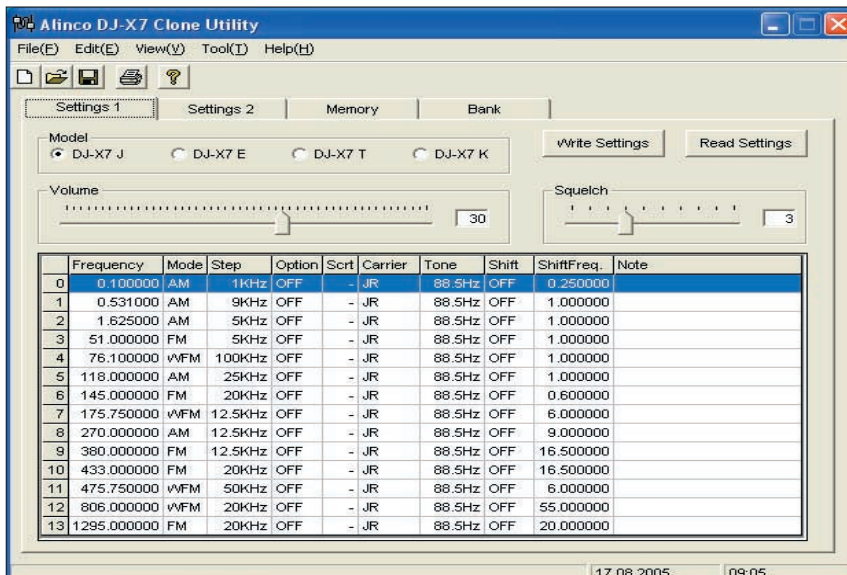 Alinco DJ-X7 Clone Utility
File(F) Edit(E) View(V) Tool(T) Help(H)
Settings 1 Settings 2 Memory Bank
Model
DJ-X7 J DJ-X7 E DJ-X7 T DJ-X7 K Write Settings Read Settings
Volume Squelch
30 3
Frequency Mode Step Option Scrt Carrier Tone Shift ShiftFreq. Note
0 0.100000 AM 1KHz OFF - JR 88.5Hz OFF 0.250000
1 0.531000 AM 9KHz OFF - JR 88.5Hz OFF 1.000000
2 1.625000 AM 5KHz OFF - JR 88.5Hz OFF 1.000000
3 51.000000 FM 5KHz OFF - JR 88.5Hz OFF 1.000000
4 76.100000 WFM 100KHz OFF - JR 88.5Hz OFF 1.000000
5 118.000000 AM 25KHz OFF - JR 88.5Hz OFF 1.000000
6 145.000000 FM 20KHz OFF - JR 88.5Hz OFF 0.600000
7 175.750000 WFM 12.5KHz OFF - JR 88.5Hz OFF 6.000000
8 270.000000 AM 12.5KHz OFF - JR 88.5Hz OFF 9.000000
9 380.000000 FM 12.5KHz OFF - JR 88.5Hz OFF 16.500000
10 433.000000 FM 20KHz OFF - JR 88.5Hz OFF 16.500000
11 475.750000 WFM 50KHz OFF - JR 88.5Hz OFF 6.000000
12 806.000000 WFM 20KHz OFF - JR 88.5Hz OFF 55.000000
13 1295.000000 FM 20KHz OFF - JR 88.5Hz OFF 20.000000
17.08.2005 09:05